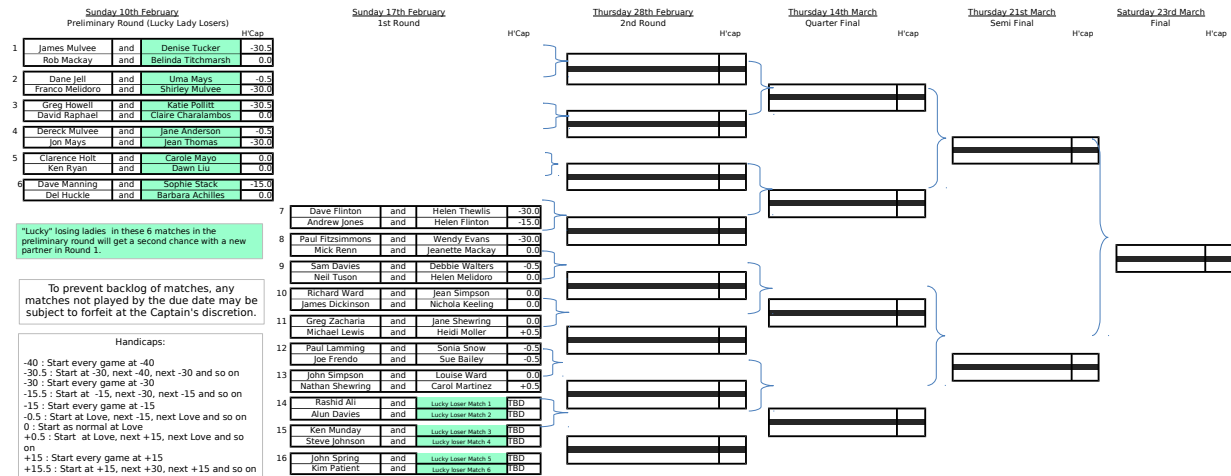 Sunday 10th February
Preliminary Round (Lucky Lady Losers)
H'Cap
1 James Mulvee and Denise Tucker -30.5
Rob Mackay and Belinda Titchmarsh 0.0
2 Dane Jell and Uma Mays -0.5
Franco Melidoro and Shirley Mulvee -30.0
3 Greg Howell and Katie Pollitt -30.5
David Raphael and Claire Charalambos 0.0
4 Dereck Mulvee and Jane Anderson -0.5
Jon Mays and Jean Thomas -30.0
5 Clarence Holt and Carole Mayo 0.0
Ken Ryan and Dawn Liu 0.0
6 Dave Manning and Sophie Stack -15.0
Del Huckle and Barbara Achilles 0.0
"Lucky" losing ladies in these 6 matches in the
preliminary round will get a second chance with a new
partner in Round 1.
To prevent backlog of matches, any
matches not played by the due date may be
subject to forfeit at the Captain's discretion.
Handicaps:
-40 : Start every game at -40
-30.5 : Start at -30, next -40, next -30 and so on
-30 : Start every game at -30
-15.5 : Start at -15, next -30, next -15 and so on
-15 : Start every game at -15
-0.5 : Start at Love, next -15, next Love and so on
0 : Start as normal at Love
+0.5 : Start at Love, next +15, next Love and so
on
+15 : Start every game at +15
+15.5 : Start at +15, next +30, next +15 and so on
Sunday 17th February
1st Round
H'Cap
7 Dave Flinton and Helen Thewlis -30.0
Andrew Jones and Helen Flinton -15.0
8 Paul Fitzsimmons and Wendy Evans -30.0
Mick Renn and Jeanette Mackay 0.0
9 Sam Davies and Debbie Walters -0.5
Neil Tuson and Helen Melidoro 0.0
10 Richard Ward and Jean Simpson 0.0
James Dickinson and Nichola Keeling 0.0
11 Greg Zacharia and Jane Shewring 0.0
Michael Lewis and Heidi Moller +0.5
12 Paul Lamming and Sonia Snow -0.5
Joe Frendo and Sue Bailey -0.5
13 John Simpson and Louise Ward 0.0
Nathan Shewring and Carol Martinez +0.5
14 Rashid Ali and Lucky Loser Match 1 TBD
Alun Davies and Lucky Loser Match 2 TBD
15 Ken Munday and Lucky Loser Match 3 TBD
Steve Johnson and Lucky loser Match 4 TBD
16 John Spring and Lucky Loser Match 5 TBD
Kim Patient and Lucky loser Match 6 TBD
Thursday 28th February
2nd Round
H'cap
Thursday 14th March
Quarter Final
H'cap
Thursday 21st March
Semi Final
H'cap
Saturday 23rd March
Final
H'cap